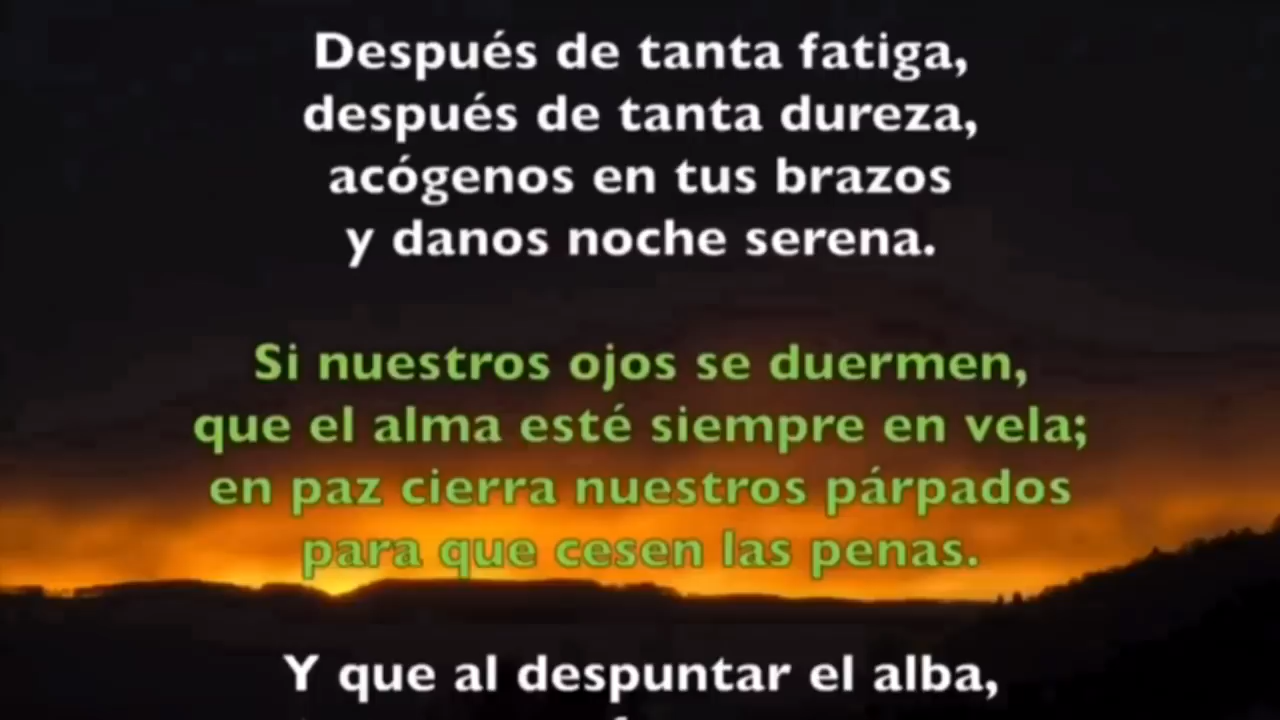 Después de tanta fatiga,
después de tanta dureza,
acógenos en tus brazos
y danos noche serena.
Si nuestros ojos se duermen,
que el alma esté siempre en vela;
en paz cierra nuestros párpados
para que cesen las penas.
Y que al despuntar el alba,